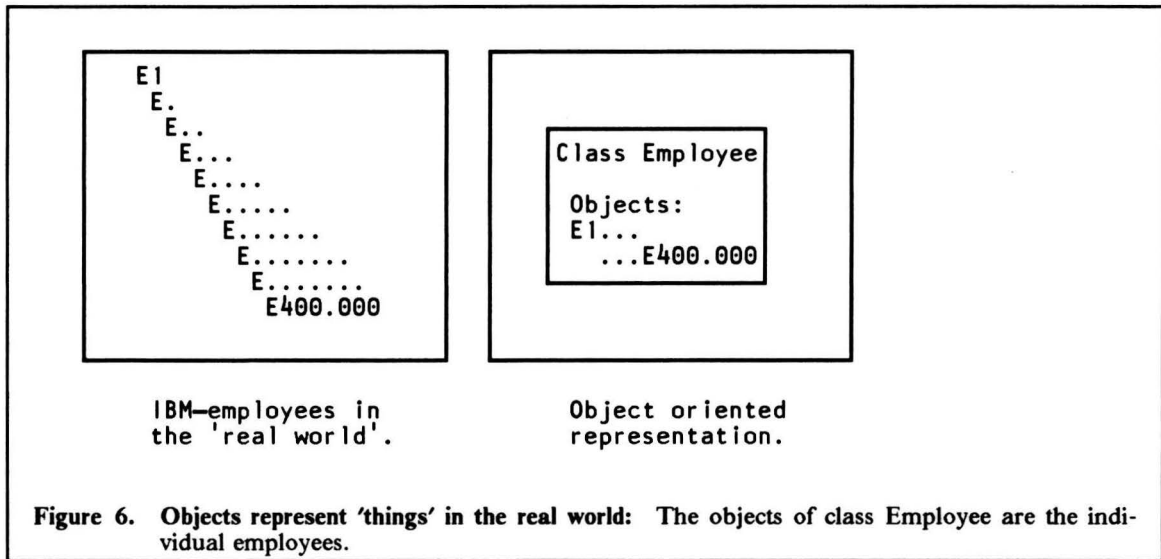 E1
E.
E..
E...
E....
E.....
E......
E.......
E.......
E400.000
IBM—employees in
the 'real world'.
Class Employee
Objects:
E1...
...E400.000
Object oriented
representation.
Figure 6. Objects represent 'things' in the real world: The objects of class Employee are the indi-
vidual employees.